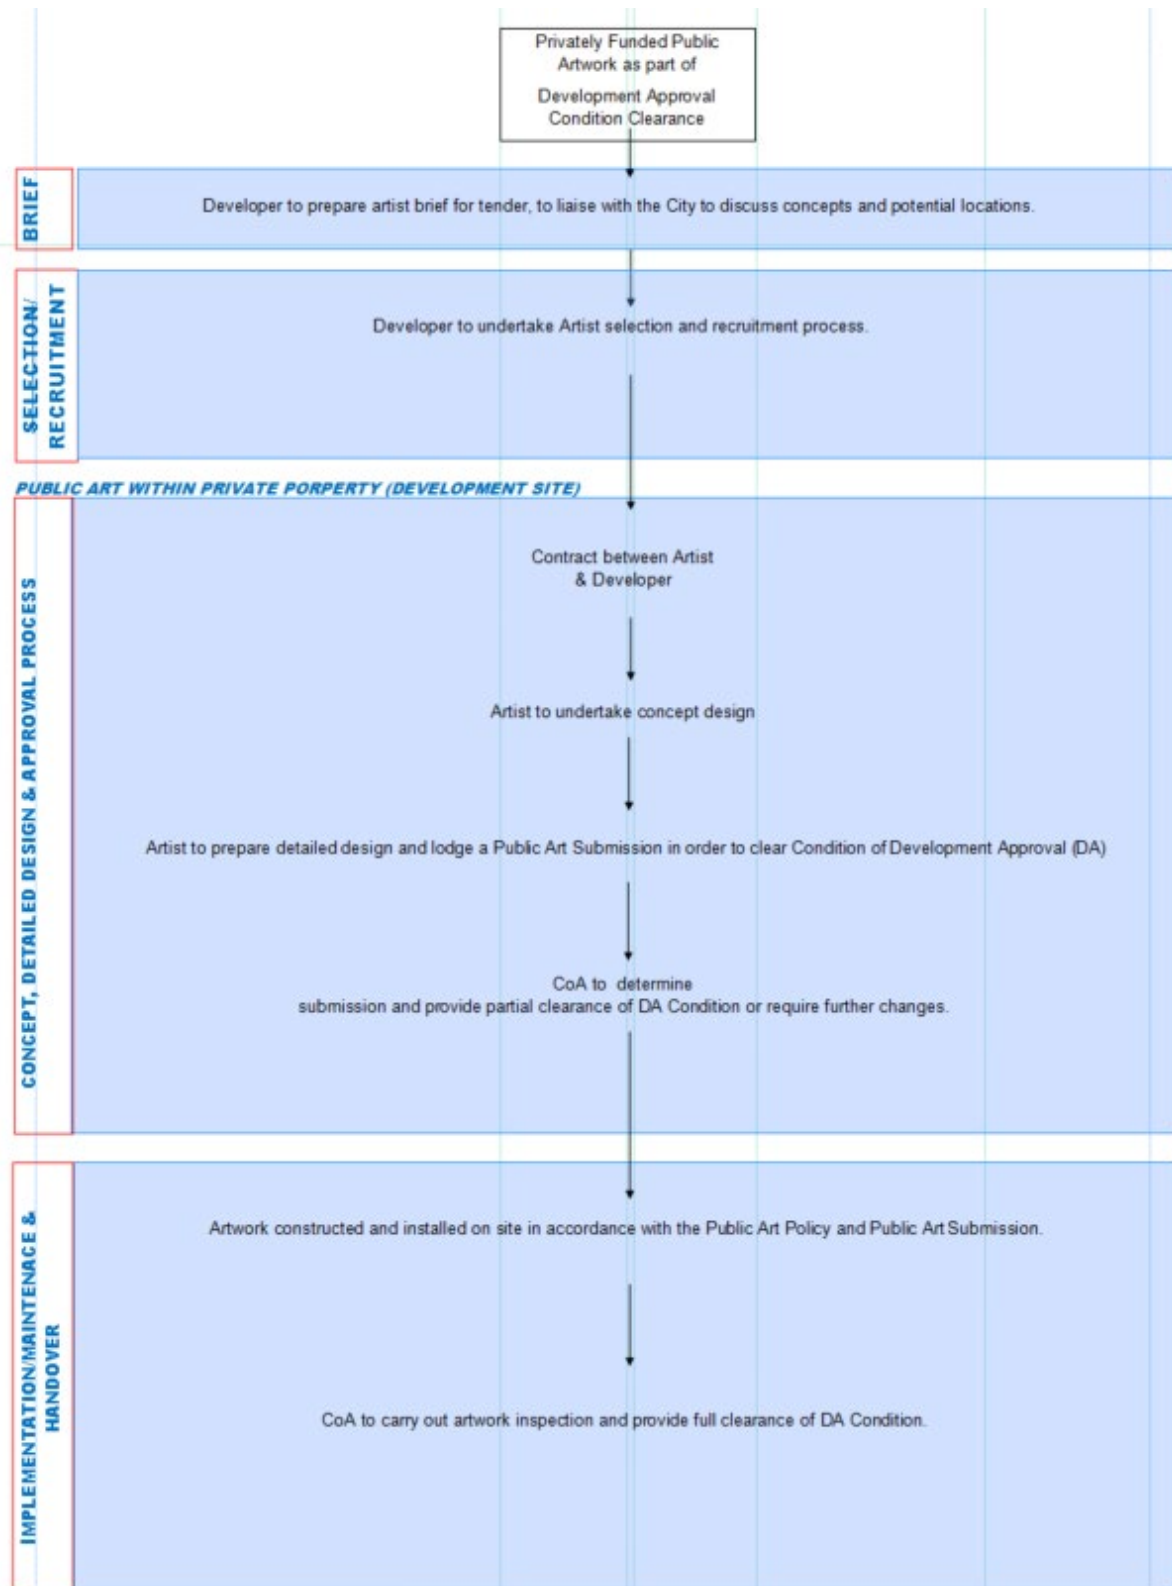 Privately Funded Public
Artwork as part of
Development Approval
Condition Clearance
BRIEF
Developer to prepare artist brief for tender, to liaise with the City to discuss concepts and potential locations.
SELECTION/
RECRUITMENT
Developer to undertake Artist selection and recruitment process.
PUBLIC ART WITHIN PRIVATE PORPERTY (DEVELOPMENT SITE)
CONCEPT, DETAILED DESIGN & APPROVAL PROCESS
Contract between Artist
& Developer
Artist to undertake concept design
Artist to prepare detailed design and lodge a Public Art Submission in order to clear Condition of Development Approval (DA)
CoA to determine
submission and provide partial clearance of DA Condition or require further changes.
IMPLEMENTATION/MAINTENACE &
HANDOVER
Artwork constructed and installed on site in accordance with the Public Art Policy and Public Art Submission.
CoA to carry out artwork inspection and provide full clearance of DA Condition.